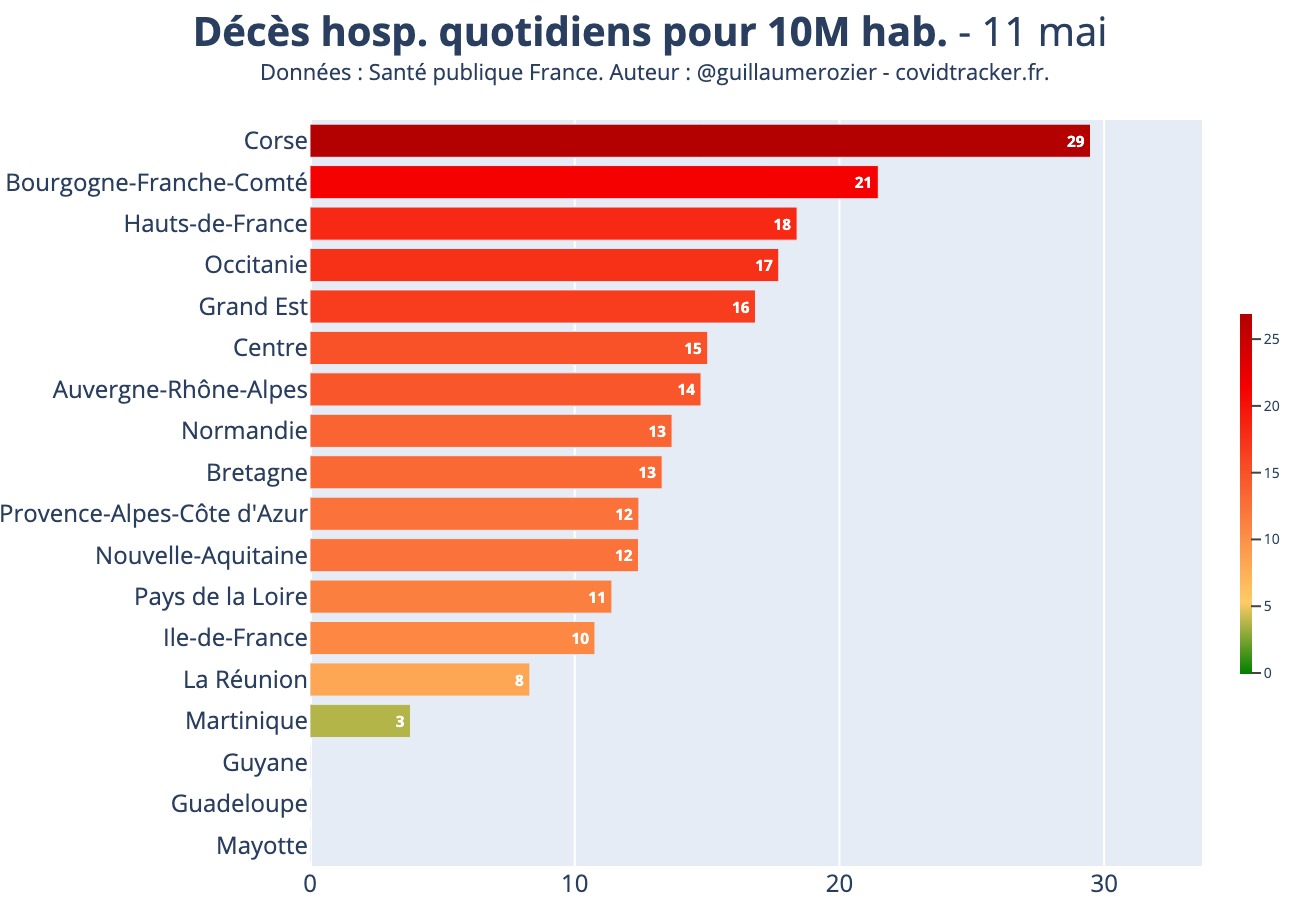 Décès hosp. quotidiens pour 10M hab. - 11 mai
Données : Santé publique France. Auteur : @guillaumerozier - covidtracker.fr.
Corse 29
Bourgogne-Franche-Comté 21
Hauts-de-France 18
Occitanie 17
Grand Est 16
Centre 15
Auvergne-Rhône-Alpes 14
Normandie 13
Bretagne 13
Provence-Alpes-Côte d'Azur 12
Nouvelle-Aquitaine 12
Pays de la Loire 11
Ile-de-France 10
La Réunion 8
Martinique 3
Guyane
Guadeloupe
Mayotte
0 10 20 30
25
20
15
10
5
0